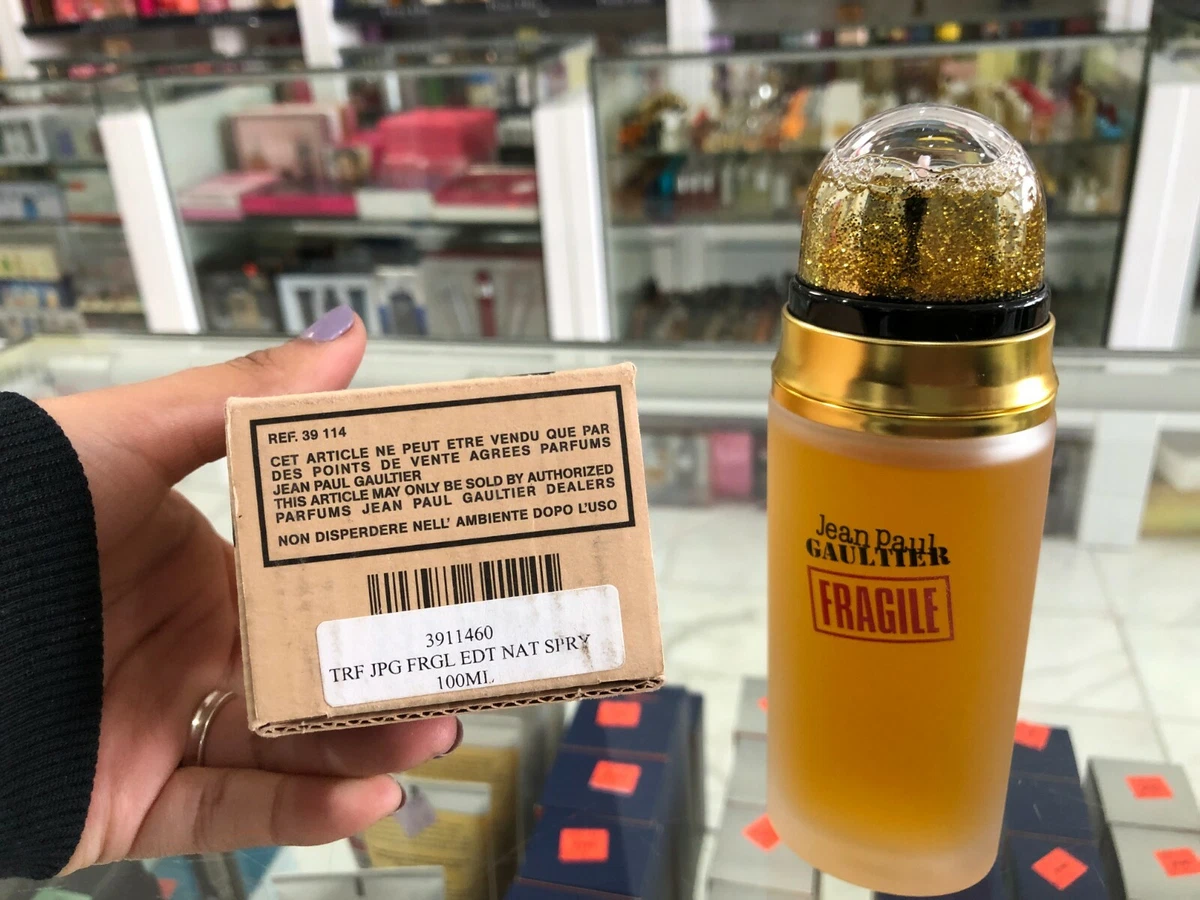 REF. 39 114
CET ARTICLE NE PEUT ETRE VENDU QUE PAR
DES POINTS DE VENTE AGREES PARFUMS
JEAN PAUL GAULTIER
THIS ARTICLE MAY ONLY BE SOLD BY AUTHORIZED
PARFUMS JEAN PAUL GAULTIER DEALERS
NON DISPERDERE NELL' AMBIENTE DOPO L'USO
3911460
TRF JPG FRGL EDT NAT SPRY
100ML
Jean Paul
GAULTIER
FRAGILE